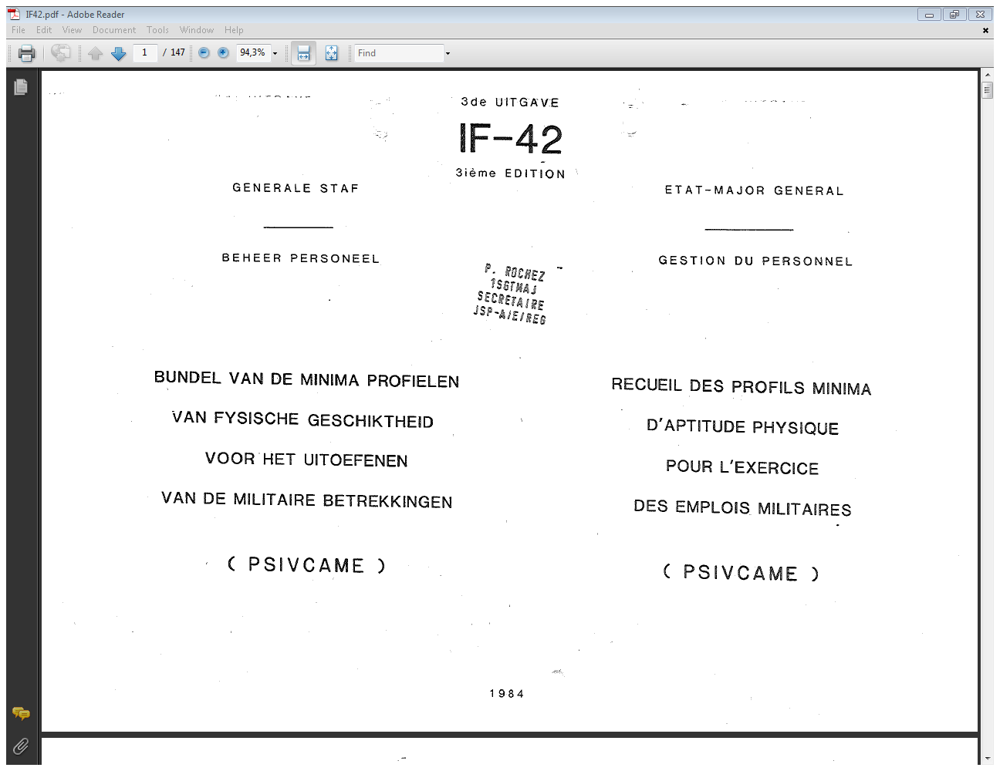 IF42.pdf - Adobe Reader
File Edit View Document Tools Window Help
1 / 147 94,3% Find
3de UITGAVE
IF-42
3ième EDITION
GENERALE STAF
BEHEER PERSONEEL
ETAT-MAJOR GENERAL
GESTION DU PERSONNEL
P. ROCHEZ
1SGTMAJ
SECRETAIRE
JSP-A/E/REG
BUNDEL VAN DE MINIMA PROFIELEN
VAN FYSISCHE GESCHIKTHEID
VOOR HET UITOEFENEN
VAN DE MILITAIRE BETREKKINGEN
( PSIVCAME )
RECUEIL DES PROFILS MINIMA
D'APTITUDE PHYSIQUE
POUR L'EXERCICE
DES EMPLOIS MILITAIRES
( PSIVCAME )
1984